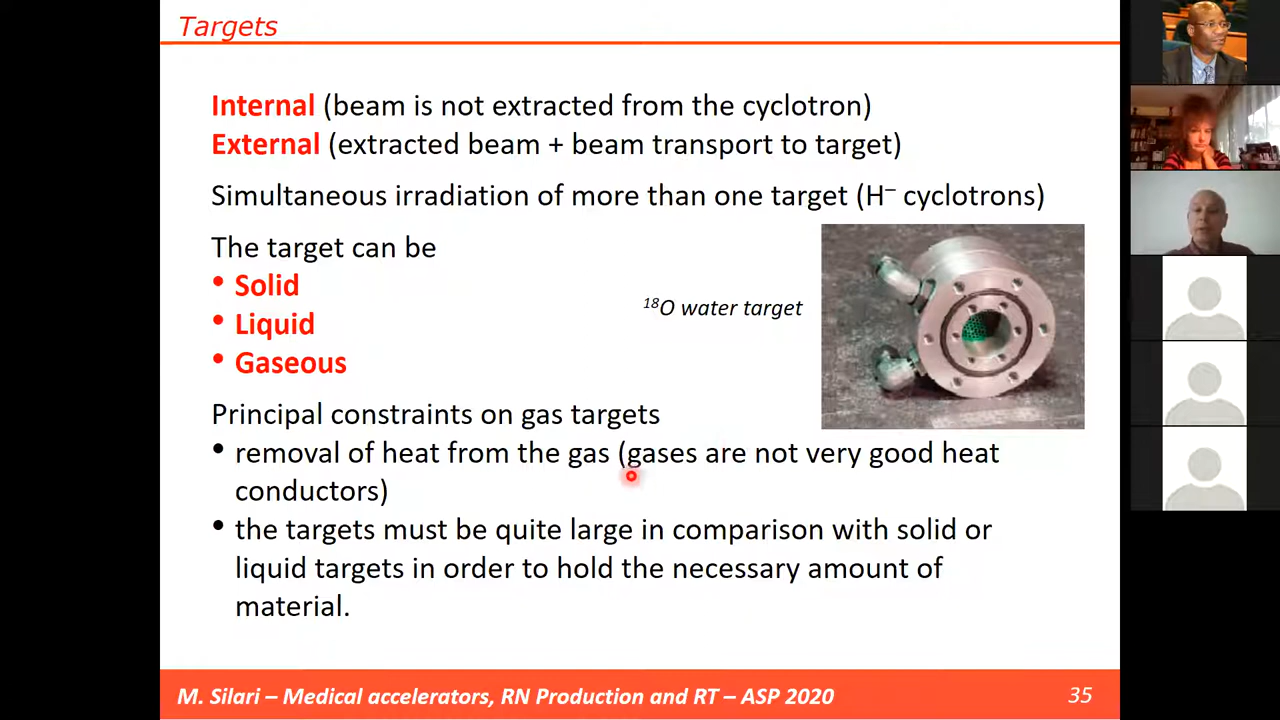 Targets
Internal (beam is not extracted from the cyclotron)
External (extracted beam + beam transport to target)
Simultaneous irradiation of more than one target (H⁻ cyclotrons)
The target can be
• Solid
• Liquid
• Gaseous
¹⁸O water target
Principal constraints on gas targets
• removal of heat from the gas (gases are not very good heat
conductors)
• the targets must be quite large in comparison with solid or
liquid targets in order to hold the necessary amount of
material.
M. Silari – Medical accelerators, RN Production and RT – ASP 2020
35